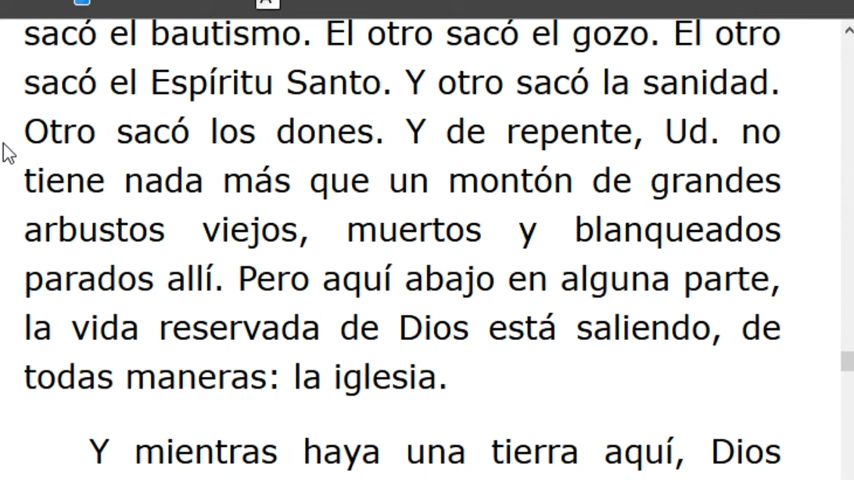 sacó el bautismo. El otro sacó el gozo. El otro
sacó el Espíritu Santo. Y otro sacó la sanidad.
Otro sacó los dones. Y de repente, Ud. no
tiene nada más que un montón de grandes
arbustos viejos, muertos y blanqueados
parados allí. Pero aquí abajo en alguna parte,
la vida reservada de Dios está saliendo, de
todas maneras: la iglesia.
Y mientras haya una tierra aquí, Dios